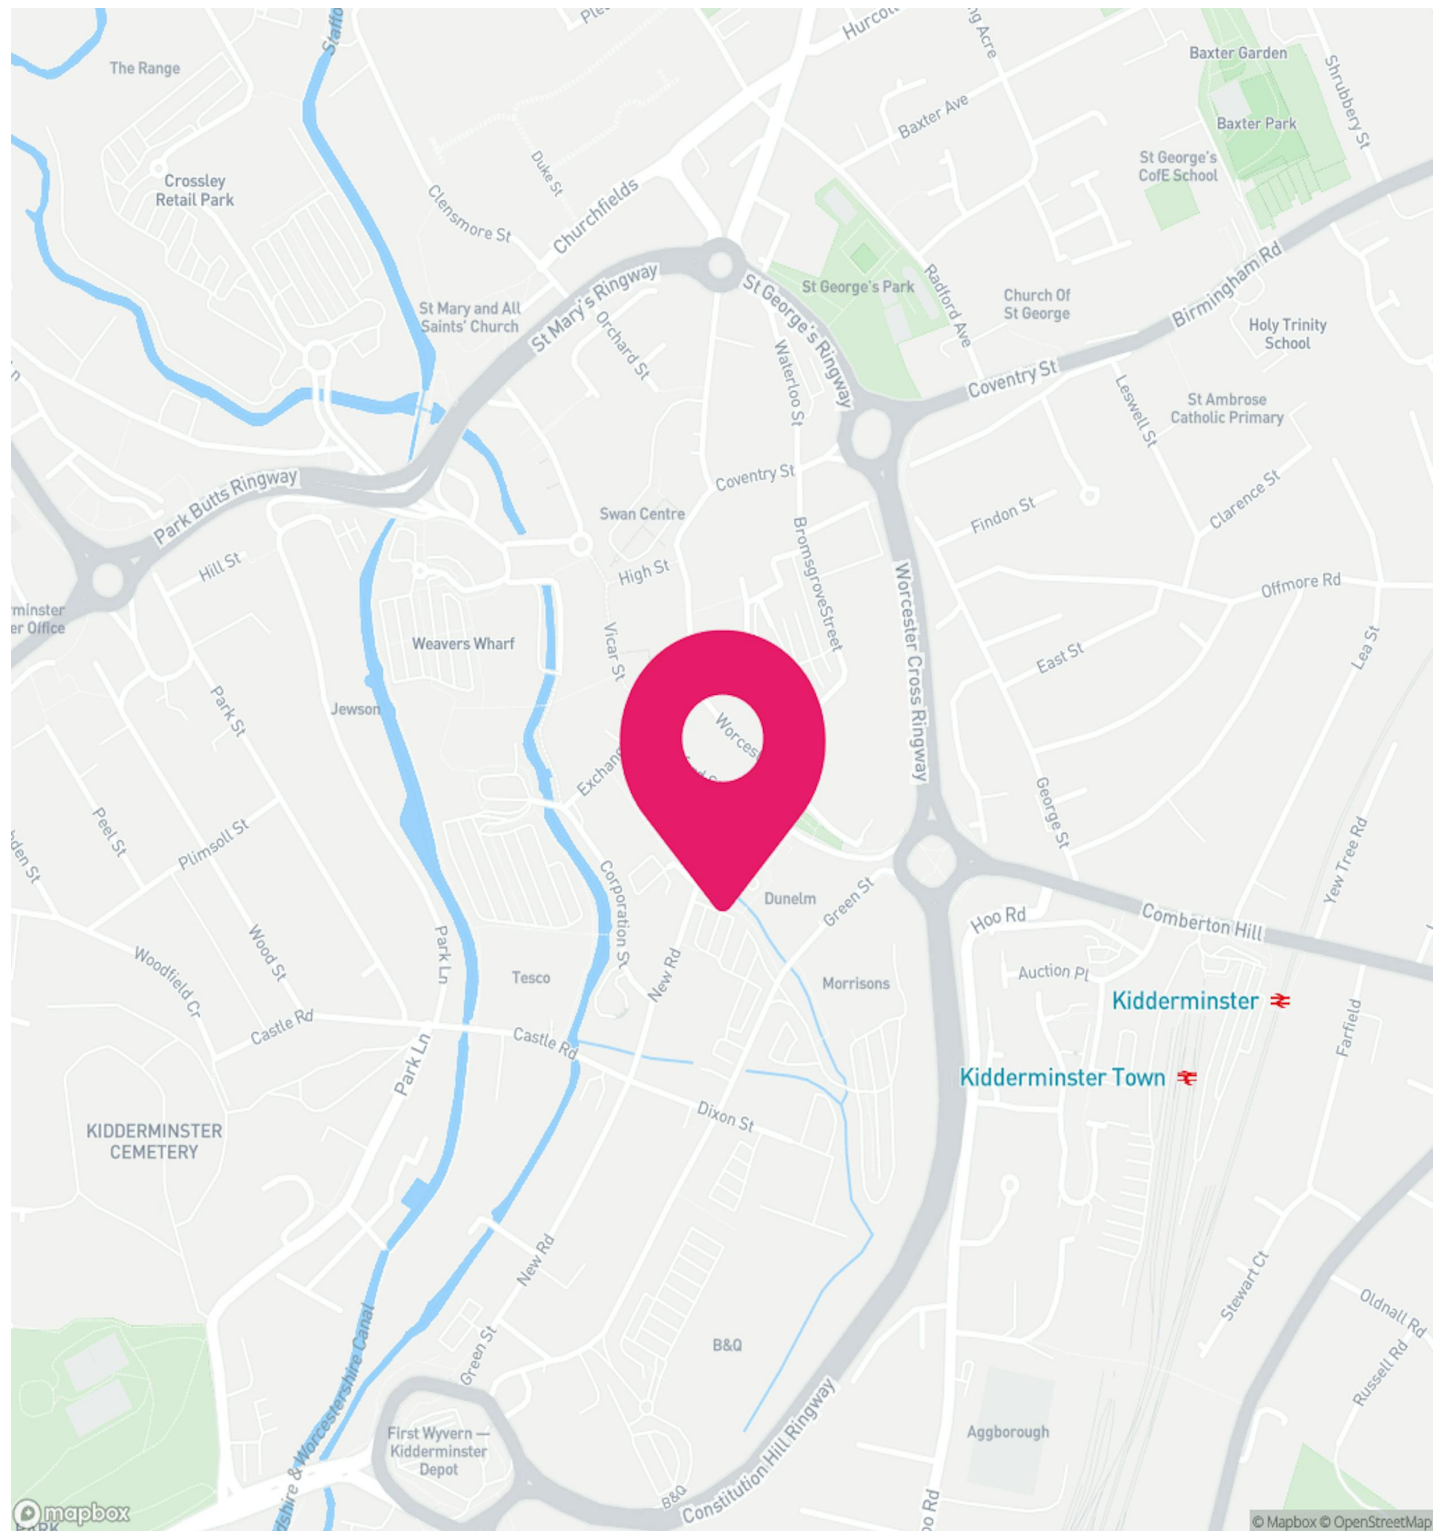 Hurcott
Baxter Garden
The Range
Shrubbery St
Baxter Ave
Baxter Park
St George's
CofE School
Duke St
Crossley
Retail Park
Clensmore St
Churchfields
St Mary's Ringway
St George's Ringway
St George's Park
Radford Ave
Church Of
St George
Birmingham Rd
St Mary and All
Saints' Church
Orchard St
Waterloo St
Holy Trinity
School
Coventry St
Leswell St
St Ambrose
Catholic Primary
Park Butts Ringway
Coventry St
Swan Centre
Findon St
Clarence St
Hill St
High St
BromsgroveStreet
Worcester Cross Ringway
Offmore Rd
Weavers Wharf
Vicar St
East St
Lea St
Park St
Jewson
George St
Peel St
Plimsoll St
Yew Tree Rd
Corporation St
Dunelm
Green St
Comberton Hill
Hoo Rd
Woodfield Cr
Wood St
Park Ln
Tesco
New Rd
Morrisons
Auction Pl
Kidderminster
Castle Rd
Castle Rd
Farfield
Park Ln
Kidderminster Town
Dixon St
KIDDERMINSTER
CEMETERY
New Rd
Stewart Ct
Oldnall Rd
Russell Rd
Green St
B&Q
dshire & Worcestershire Canal
First Wyvern —
Kidderminster
Depot
Constitution Hill Ringway
Aggborough
B&Q
oo Rd
mapbox
PARK
© Mapbox © OpenStreetMap